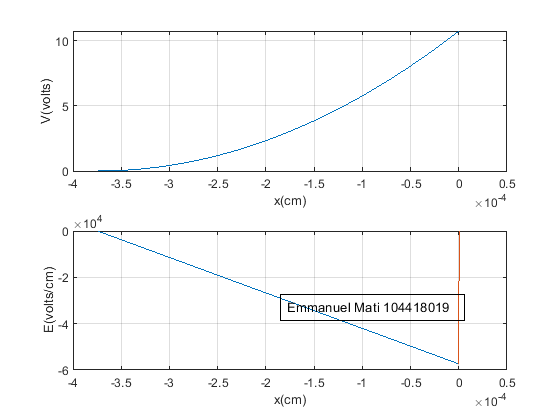 10
V(volts)
5
0
-4 -3.5 -3 -2.5 -2 -1.5 -1 -0.5 0 0.5
x(cm)
×10⁻⁴
×10⁴
0
E(volts/cm)
-2
Emmanuel Mati 104418019
-4
-6
-4 -3.5 -3 -2.5 -2 -1.5 -1 -0.5 0 0.5
x(cm)
×10⁻⁴